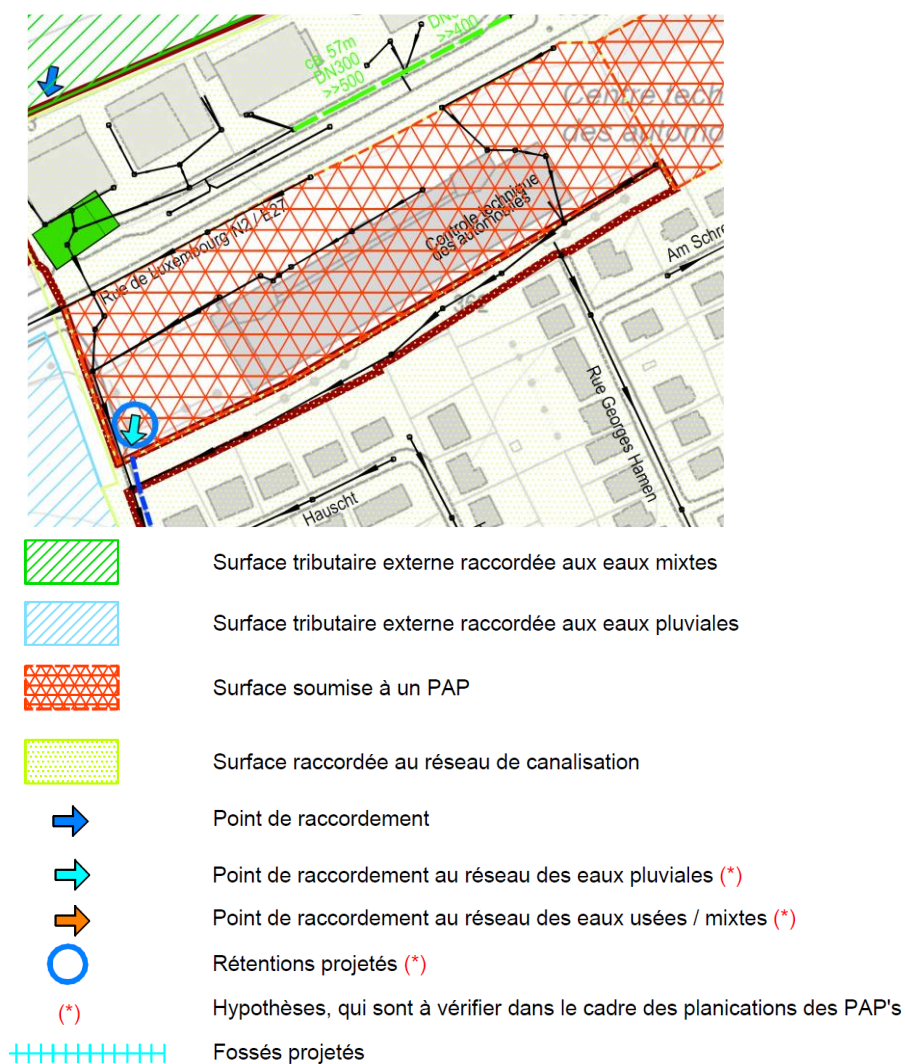 ca. 57m
DN300
>>500
>>400
Centre tech
des automo
Controle technique
des automobiles
Rue de Luxembourg N2 / E27
Am Schre
362
Rue Georges Hamen
Hauscht
H
Surface tributaire externe raccordée aux eaux mixtes
Surface tributaire externe raccordée aux eaux pluviales
Surface soumise à un PAP
Surface raccordée au réseau de canalisation
Point de raccordement
Point de raccordement au réseau des eaux pluviales (*)
Point de raccordement au réseau des eaux usées / mixtes (*)
Rétentions projetés (*)
(*) Hypothèses, qui sont à vérifier dans le cadre des planications des PAP's
Fossés projetés